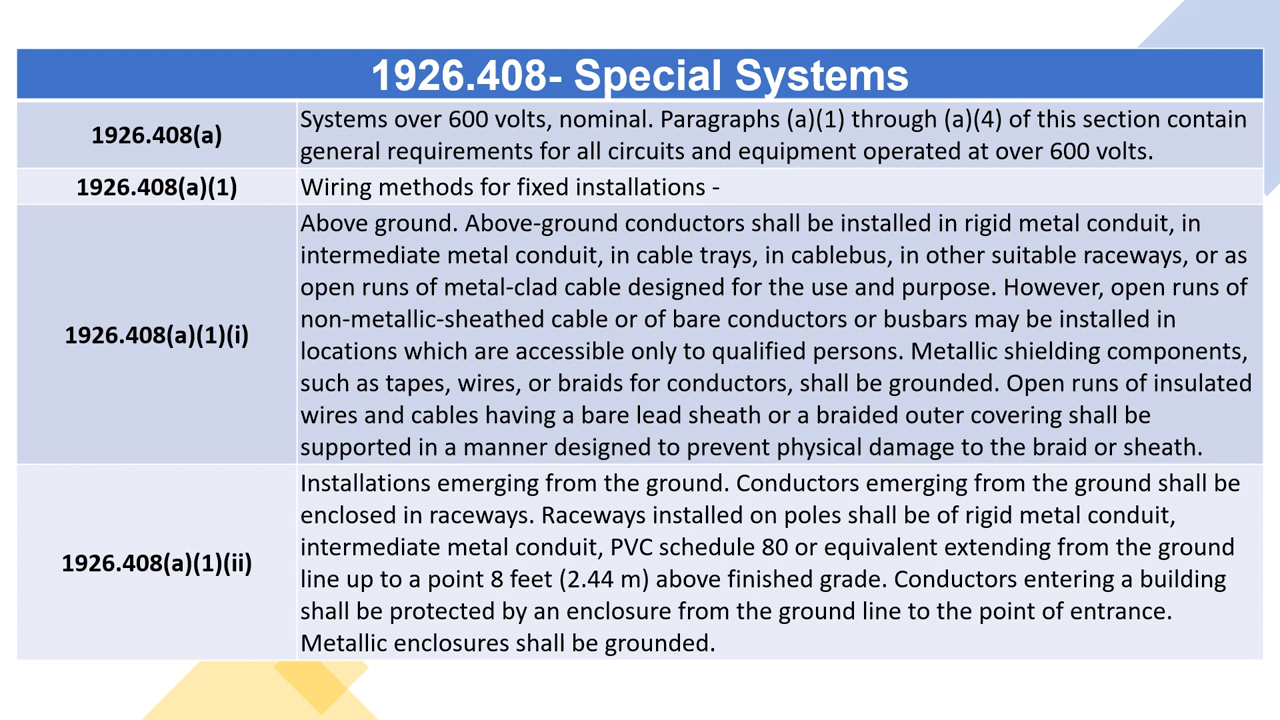 1926.408- Special Systems
1926.408(a)
Systems over 600 volts, nominal. Paragraphs (a)(1) through (a)(4) of this section contain
general requirements for all circuits and equipment operated at over 600 volts.
1926.408(a)(1)
Wiring methods for fixed installations -
1926.408(a)(1)(i)
Above ground. Above-ground conductors shall be installed in rigid metal conduit, in
intermediate metal conduit, in cable trays, in cablebus, in other suitable raceways, or as
open runs of metal-clad cable designed for the use and purpose. However, open runs of
non-metallic-sheathed cable or of bare conductors or busbars may be installed in
locations which are accessible only to qualified persons. Metallic shielding components,
such as tapes, wires, or braids for conductors, shall be grounded. Open runs of insulated
wires and cables having a bare lead sheath or a braided outer covering shall be
supported in a manner designed to prevent physical damage to the braid or sheath.
1926.408(a)(1)(ii)
Installations emerging from the ground. Conductors emerging from the ground shall be
enclosed in raceways. Raceways installed on poles shall be of rigid metal conduit,
intermediate metal conduit, PVC schedule 80 or equivalent extending from the ground
line up to a point 8 feet (2.44 m) above finished grade. Conductors entering a building
shall be protected by an enclosure from the ground line to the point of entrance.
Metallic enclosures shall be grounded.